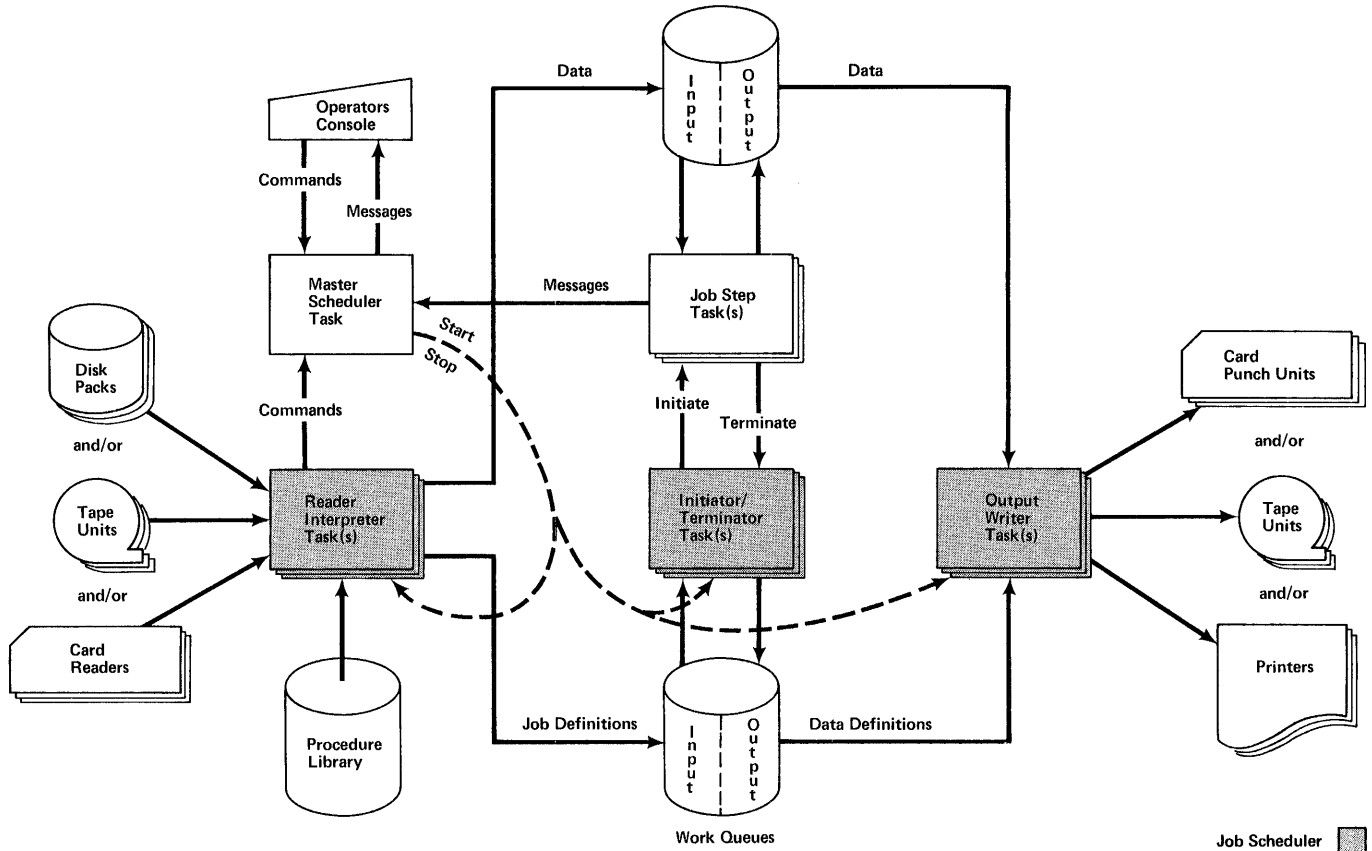 Data
Data
Input
Output
Operators
Console
Commands
Messages
Master
Scheduler
Task
Messages
Job Step
Task(s)
Start
Stop
Disk
Packs
Card
Punch Units
Commands
Initiate
Terminate
and/or
and/or
Tape
Units
Reader
Interpreter
Task(s)
Initiator/
Terminator
Task(s)
Output
Writer
Task(s)
Tape
Units
and/or
and/or
Card
Readers
Printers
Procedure
Library
Job Definitions
Input
Output
Data Definitions
Work Queues
Job Scheduler